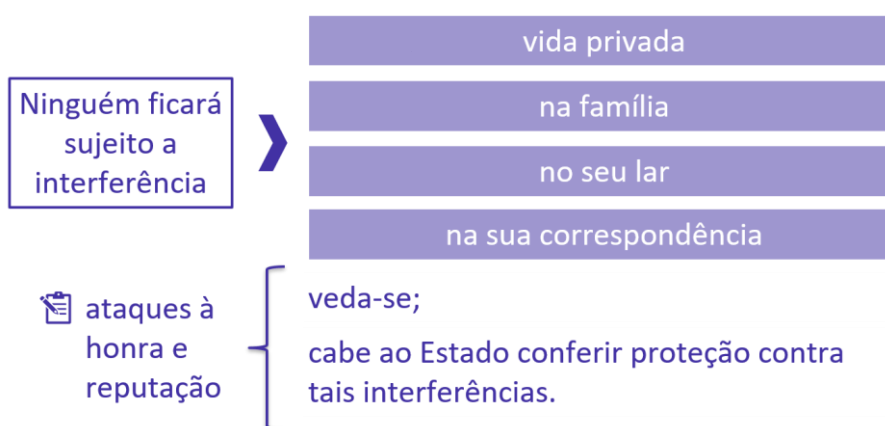 Ninguém ficará
sujeito a
interferência
vida privada
na família
no seu lar
na sua correspondência
ataques à
honra e
reputação
veda-se;
cabe ao Estado conferir proteção contra
tais interferências.